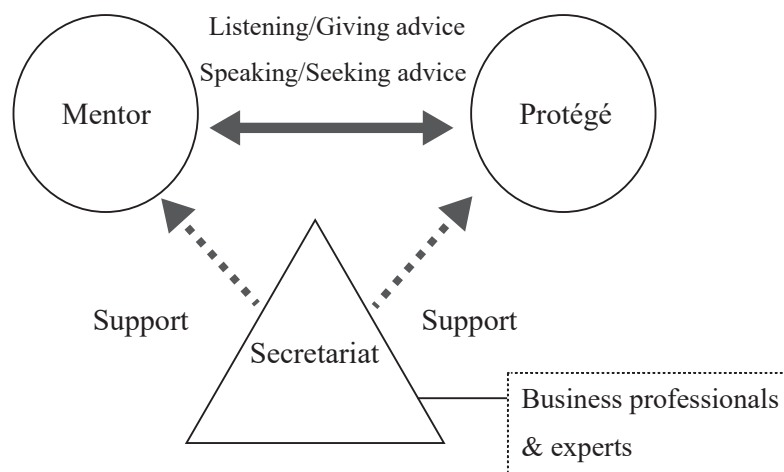 Listening/Giving advice
Speaking/Seeking advice
Mentor
Protégé
Support
Support
Secretariat
Business professionals
& experts